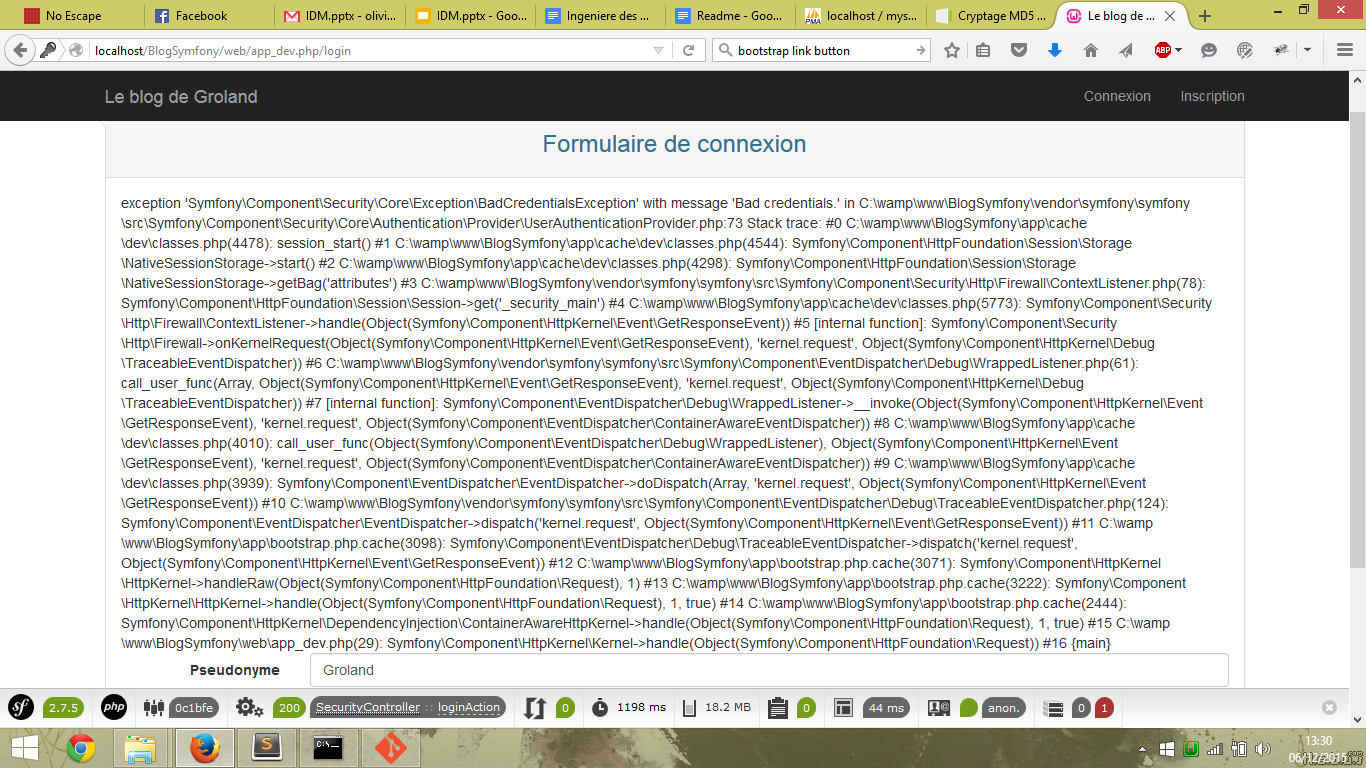 No Escape
Facebook
IDM.pptx - olivi...
IDM.pptx - Goo...
Ingeniere des ...
Readme - Goo...
localhost / mys...
Cryptage MD5 ...
Le blog de ...
localhost/BlogSymfony/web/app_dev.php/login
bootstrap link button
ABP
Le blog de Groland
Connexion
Inscription
Formulaire de connexion
exception 'Symfony\Component\Security\Core\Exception\BadCredentialsException' with message 'Bad credentials.' in C:\wamp\www\BlogSymfony\vendor\symfony\symfony
\src\Symfony\Component\Security\Core\Authentication\Provider\UserAuthenticationProvider.php:73 Stack trace: #0 C:\wamp\www\BlogSymfony\app\cache
\dev\classes.php(4478): session_start() #1 C:\wamp\www\BlogSymfony\app\cache\dev\classes.php(4544): Symfony\Component\HttpFoundation\Session\Storage
\NativeSessionStorage->start() #2 C:\wamp\www\BlogSymfony\app\cache\dev\classes.php(4298): Symfony\Component\HttpFoundation\Session\Storage
\NativeSessionStorage->getBag('attributes') #3 C:\wamp\www\BlogSymfony\vendor\symfony\symfony\src\Symfony\Component\Security\Http\Firewall\ContextListener.php(78):
Symfony\Component\HttpFoundation\Session\Session->get('_security_main') #4 C:\wamp\www\BlogSymfony\app\cache\dev\classes.php(5773): Symfony\Component\Security
\Http\Firewall\ContextListener->handle(Object(Symfony\Component\HttpKernel\Event\GetResponseEvent)) #5 [internal function]: Symfony\Component\Security
\Http\Firewall->onKernelRequest(Object(Symfony\Component\HttpKernel\Event\GetResponseEvent), 'kernel.request', Object(Symfony\Component\HttpKernel\Debug
\TraceableEventDispatcher)) #6 C:\wamp\www\BlogSymfony\vendor\symfony\symfony\src\Symfony\Component\EventDispatcher\Debug\WrappedListener.php(61):
call_user_func(Array, Object(Symfony\Component\HttpKernel\Event\GetResponseEvent), 'kernel.request', Object(Symfony\Component\HttpKernel\Debug
\TraceableEventDispatcher)) #7 [internal function]: Symfony\Component\EventDispatcher\Debug\WrappedListener->__invoke(Object(Symfony\Component\HttpKernel\Event
\GetResponseEvent), 'kernel.request', Object(Symfony\Component\EventDispatcher\ContainerAwareEventDispatcher)) #8 C:\wamp\www\BlogSymfony\app\cache
\dev\classes.php(4010): call_user_func(Object(Symfony\Component\EventDispatcher\Debug\WrappedListener), Object(Symfony\Component\HttpKernel\Event
\GetResponseEvent), 'kernel.request', Object(Symfony\Component\EventDispatcher\ContainerAwareEventDispatcher)) #9 C:\wamp\www\BlogSymfony\app\cache
\dev\classes.php(3939): Symfony\Component\EventDispatcher\EventDispatcher->doDispatch(Array, 'kernel.request', Object(Symfony\Component\HttpKernel\Event
\GetResponseEvent)) #10 C:\wamp\www\BlogSymfony\vendor\symfony\symfony\src\Symfony\Component\EventDispatcher\Debug\TraceableEventDispatcher.php(124):
Symfony\Component\EventDispatcher\EventDispatcher->dispatch('kernel.request', Object(Symfony\Component\HttpKernel\Event\GetResponseEvent)) #11 C:\wamp
\www\BlogSymfony\app\bootstrap.php.cache(3098): Symfony\Component\EventDispatcher\Debug\TraceableEventDispatcher->dispatch('kernel.request',
Object(Symfony\Component\HttpKernel\Event\GetResponseEvent)) #12 C:\wamp\www\BlogSymfony\app\bootstrap.php.cache(3071): Symfony\Component\HttpKernel
\HttpKernel->handleRaw(Object(Symfony\Component\HttpFoundation\Request), 1) #13 C:\wamp\www\BlogSymfony\app\bootstrap.php.cache(3222): Symfony\Component
\HttpKernel\HttpKernel->handle(Object(Symfony\Component\HttpFoundation\Request), 1, true) #14 C:\wamp\www\BlogSymfony\app\bootstrap.php.cache(2444):
Symfony\Component\HttpKernel\DependencyInjection\ContainerAwareHttpKernel->handle(Object(Symfony\Component\HttpFoundation\Request), 1, true) #15 C:\wamp
\www\BlogSymfony\web\app_dev.php(29): Symfony\Component\HttpKernel\Kernel->handle(Object(Symfony\Component\HttpFoundation\Request)) #16 {main}
Pseudonyme
Groland
sf 2.7.5 php 0c1bfe 200 SecurityController :: loginAction 0 1198 ms 18.2 MB 0 44 ms anon. 0 1
13:30
06/12/2015